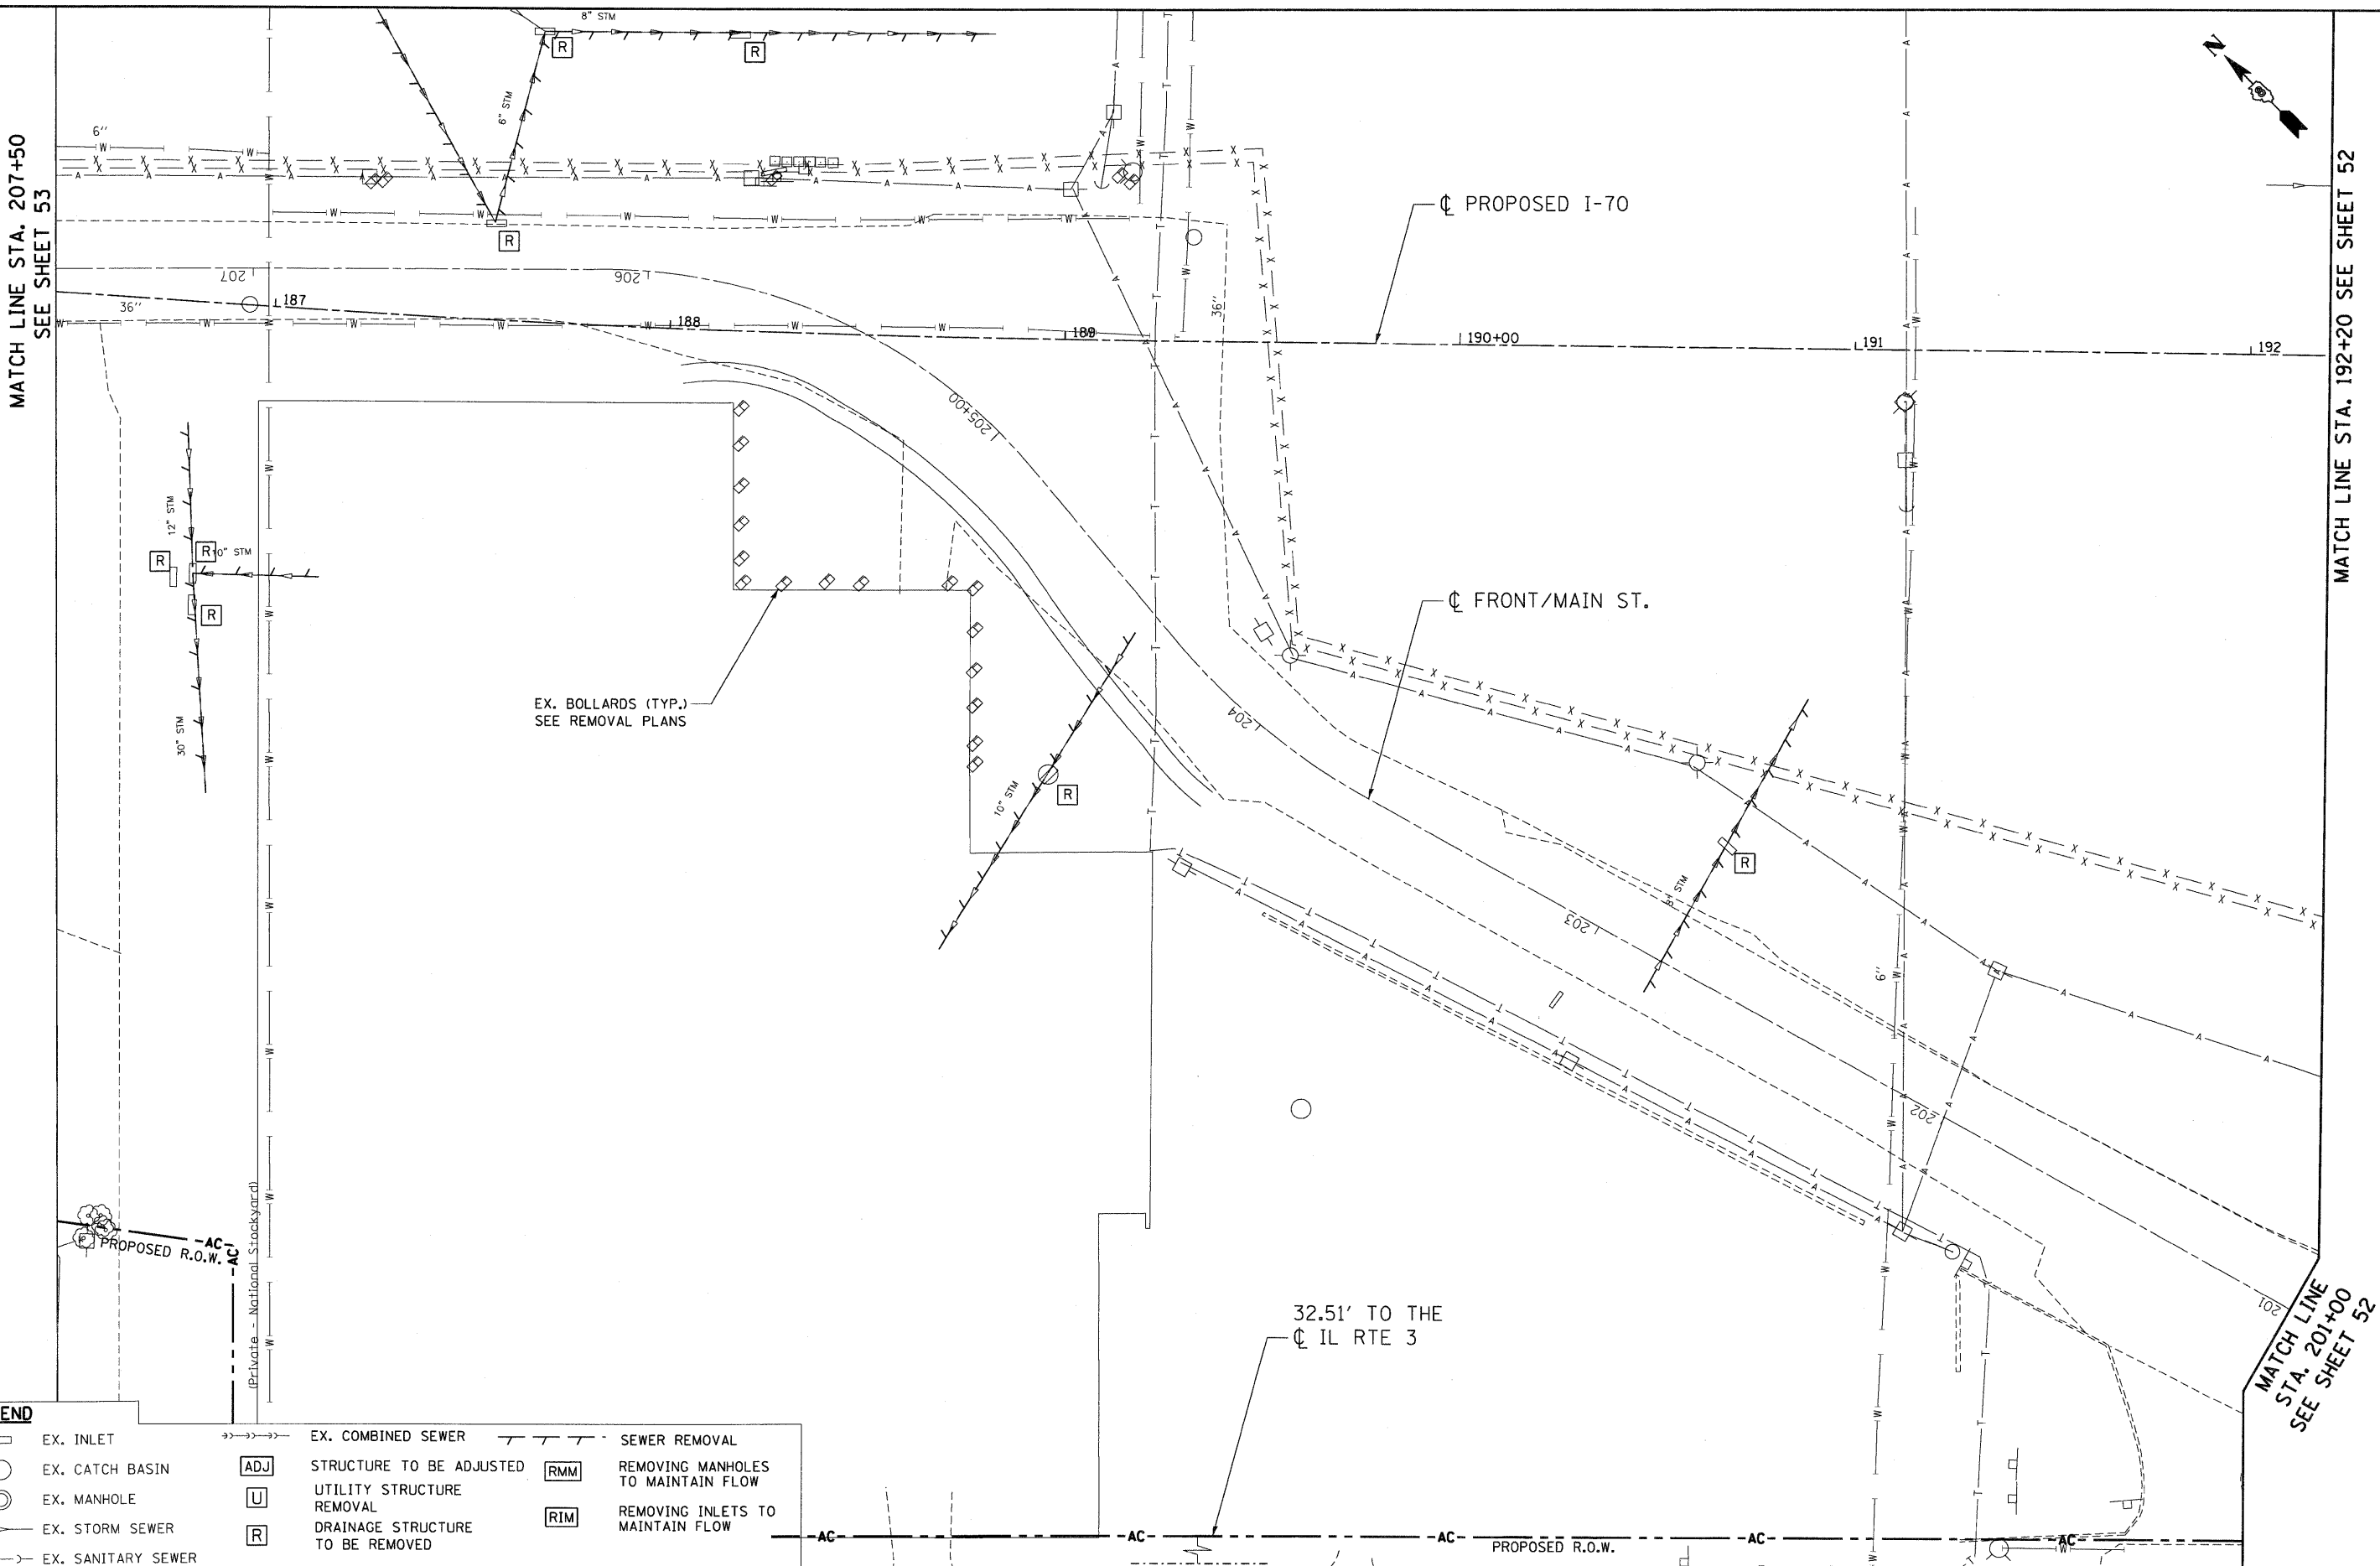 8" STM
R
R
N
6" STM
6"
MATCH LINE STA. 207+50
SEE SHEET 53
R
℄ PROPOSED I-70
MATCH LINE STA. 192+20 SEE SHEET 52
207
206
36"
187
188
189
36"
190+00
191
192
205+00
12" STM
R
R
10" STM
R
℄ FRONT/MAIN ST.
EX. BOLLARDS (TYP.)
SEE REMOVAL PLANS
204
30" STM
10" STM
R
R
8" STM
203
6"
202
201
(Private - National Stockyard)
PROPOSED R.O.W.
AC
AC
32.51' TO THE
℄ IL RTE 3
MATCH LINE
STA. 201+00
SEE SHEET 52
END
EX. INLET
EX. CATCH BASIN
EX. MANHOLE
EX. STORM SEWER
EX. SANITARY SEWER
EX. COMBINED SEWER
ADJ STRUCTURE TO BE ADJUSTED
U UTILITY STRUCTURE
REMOVAL
R DRAINAGE STRUCTURE
TO BE REMOVED
SEWER REMOVAL
RMM REMOVING MANHOLES
TO MAINTAIN FLOW
RIM REMOVING INLETS TO
MAINTAIN FLOW
AC AC AC AC AC
PROPOSED R.O.W.